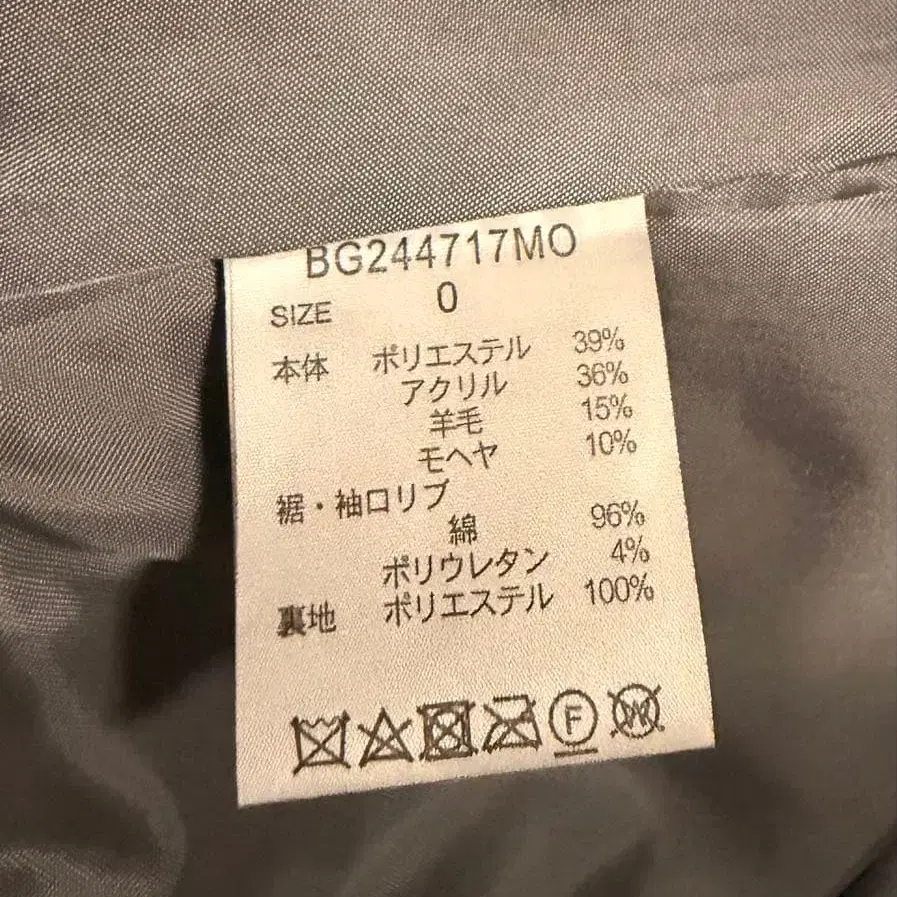 BG244717MO
SIZE 0
本体 ポリエステル 39%
アクリル 36%
羊毛 15%
モヘヤ 10%
裾・袖口リブ
綿 96%
ポリウレタン 4%
裏地 ポリエステル 100%
F W